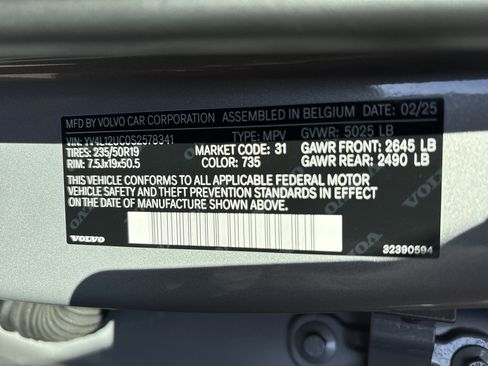 MFD BY VOLVO CAR CORPORATION ASSEMBLED IN BELGIUM DATE: 02/25
VIN: YV4L12UC0S2578341 TYPE: MPV GVWR: 5025 LB
TIRES: 235/50R19 MARKET CODE: 31 GAWR FRONT: 2645 LB
RIM: 7.5Jx19x50.5 COLOR: 735 GAWR REAR: 2490 LB
THIS VEHICLE CONFORMS TO ALL APPLICABLE FEDERAL MOTOR
VEHICLE SAFETY AND THEFT PREVENTION STANDARDS IN EFFECT
ON THE DATE OF MANUFACTURE SHOWN ABOVE.
VOLVO 32390594